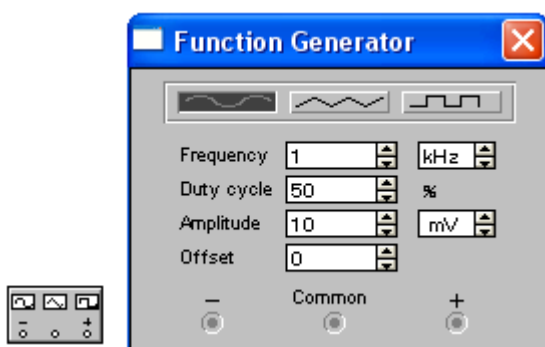 Function Generator
Frequency 1 kHz
Duty cycle 50 %
Amplitude 10 mV
Offset 0
− Common +
− +